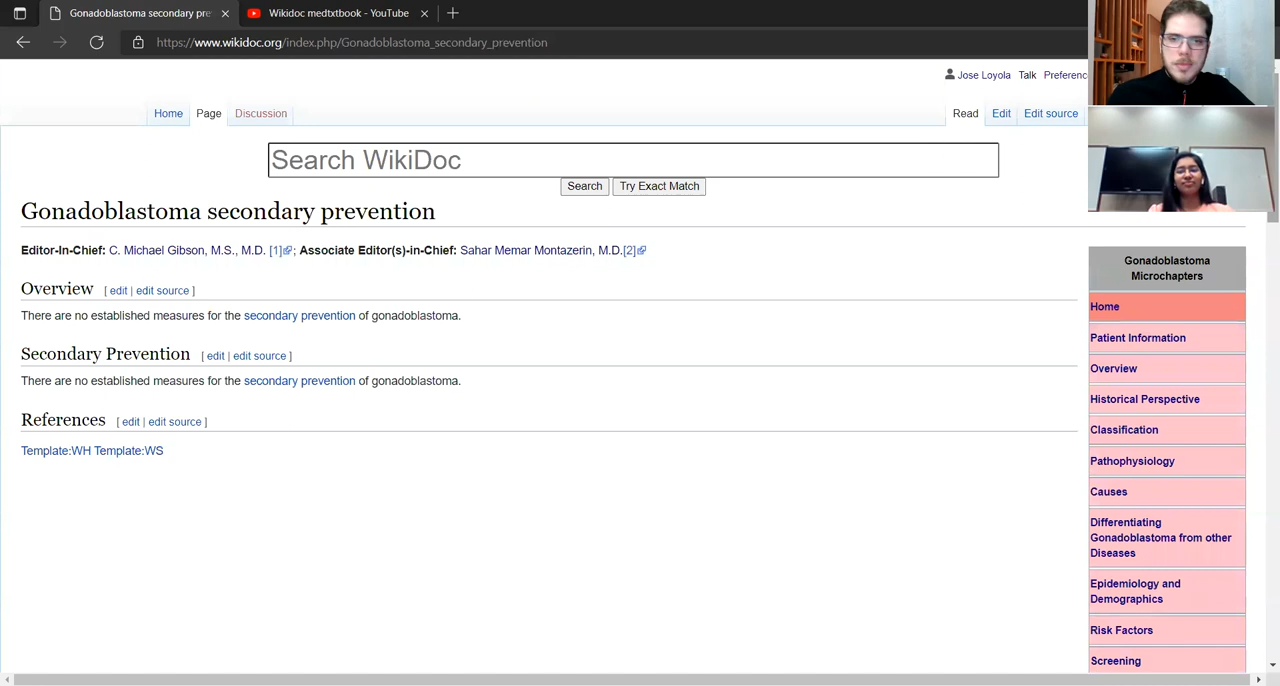 Gonadoblastoma secondary pre
Wikidoc medtxtbook - YouTube
https://www.wikidoc.org/index.php/Gonadoblastoma_secondary_prevention
Jose Loyola Talk Preferenc
Home Page Discussion Read Edit Edit source
Search WikiDoc
Search Try Exact Match
Gonadoblastoma secondary prevention
Editor-In-Chief: C. Michael Gibson, M.S., M.D. [1]; Associate Editor(s)-in-Chief: Sahar Memar Montazerin, M.D.[2]
Overview [ edit | edit source ]
There are no established measures for the secondary prevention of gonadoblastoma.
Secondary Prevention [ edit | edit source ]
There are no established measures for the secondary prevention of gonadoblastoma.
References [ edit | edit source ]
Template:WH Template:WS
Gonadoblastoma
Microchapters
Home
Patient Information
Overview
Historical Perspective
Classification
Pathophysiology
Causes
Differentiating
Gonadoblastoma from other
Diseases
Epidemiology and
Demographics
Risk Factors
Screening